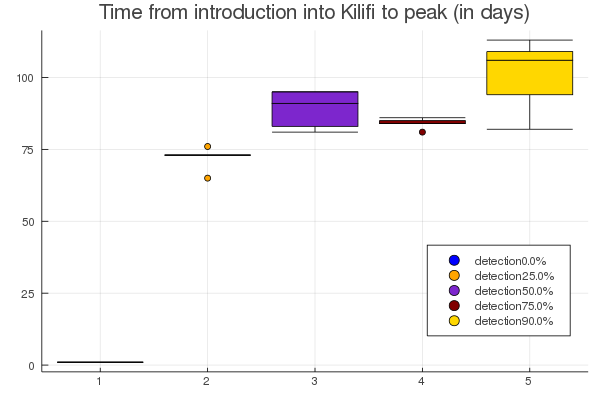 Time from introduction into Kilifi to peak (in days)
100
75
50
25
0
1 2 3 4 5
detection0.0%
detection25.0%
detection50.0%
detection75.0%
detection90.0%